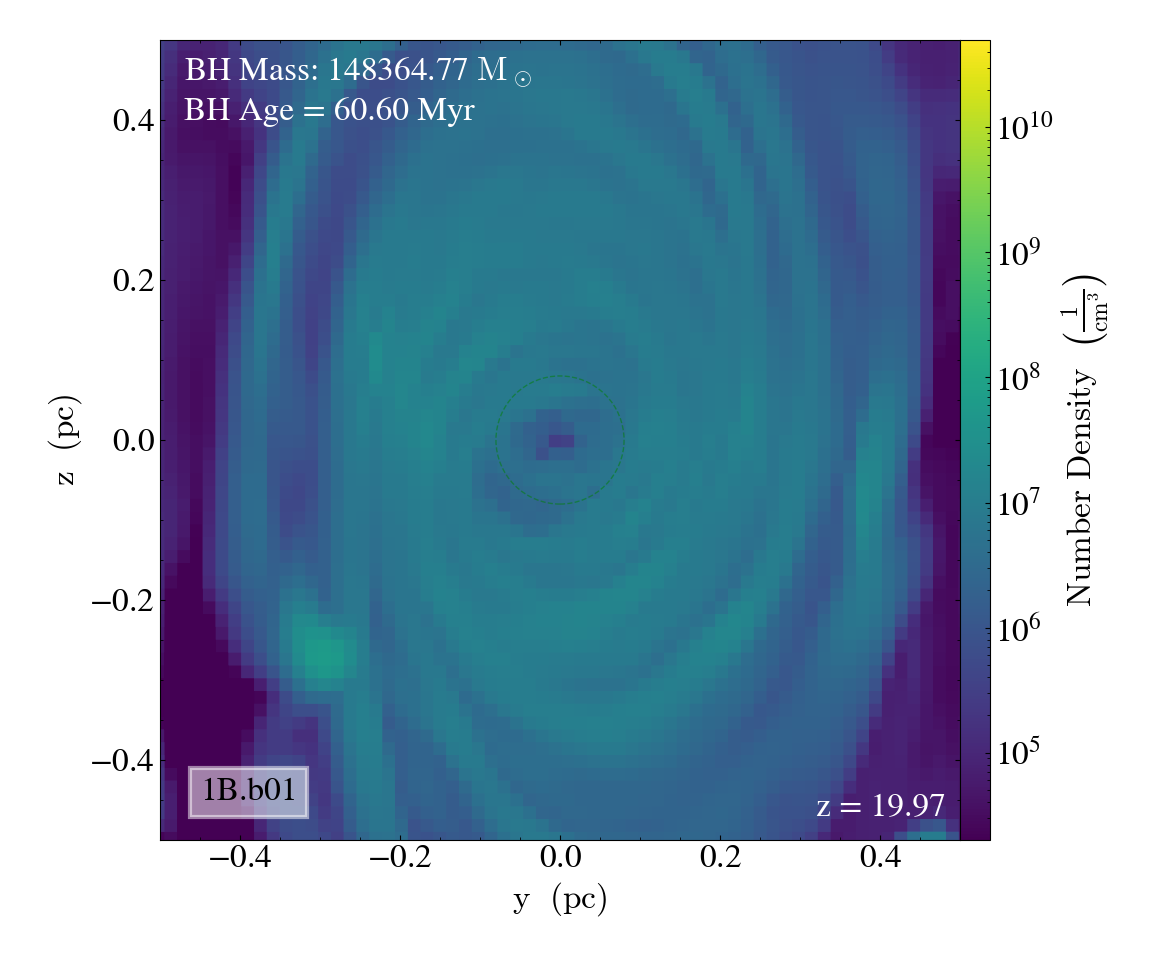 BH Mass: 148364.77 M⊙
BH Age = 60.60 Myr
0.4
0.2
0.0
−0.2
−0.4
z (pc)
1B.b01
z = 19.97
−0.4 −0.2 0.0 0.2 0.4
y (pc)
10^10
10^9
10^8
10^7
10^6
10^5
Number Density (1/cm^3)